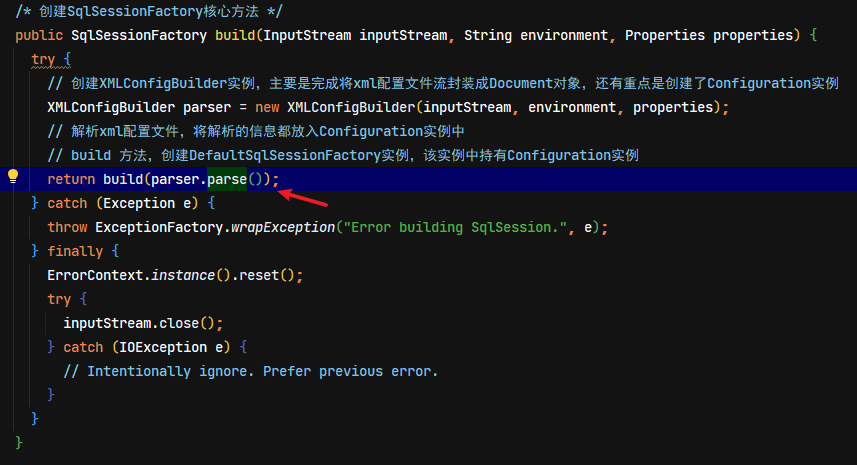 /* 创建SqlSessionFactory核心方法 */
public SqlSessionFactory build(InputStream inputStream, String environment, Properties properties) {
try {
// 创建XMLConfigBuilder实例，主要是完成将xml配置文件流封装成Document对象，还有重点是创建了Configuration实例
XMLConfigBuilder parser = new XMLConfigBuilder(inputStream, environment, properties);
// 解析xml配置文件，将解析的信息都放入Configuration实例中
// build 方法，创建DefaultSqlSessionFactory实例，该实例中持有Configuration实例
return build(parser.parse());
} catch (Exception e) {
throw ExceptionFactory.wrapException("Error building SqlSession.", e);
} finally {
ErrorContext.instance().reset();
try {
inputStream.close();
} catch (IOException e) {
// Intentionally ignore. Prefer previous error.
}
}
}